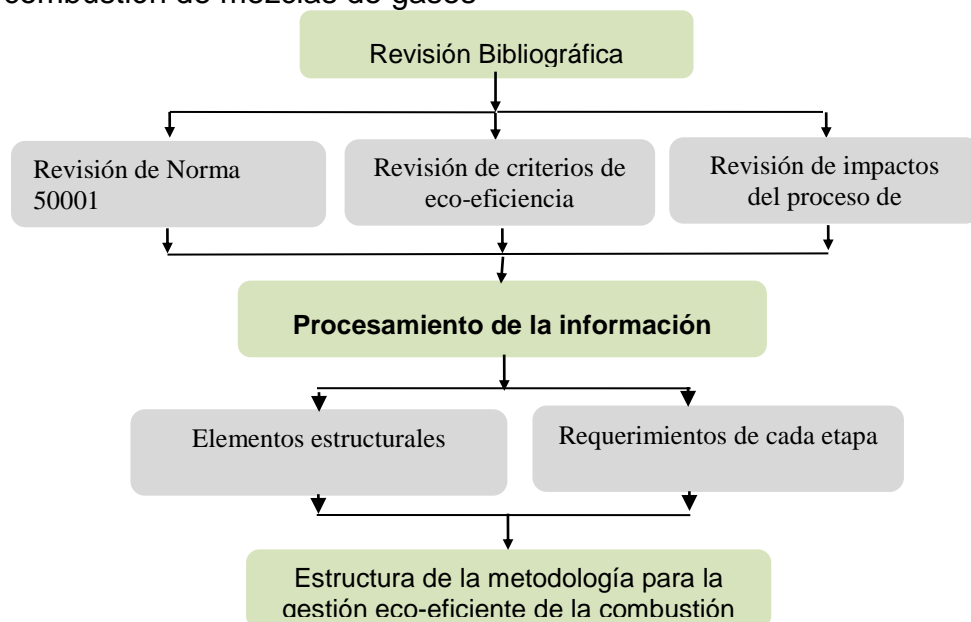 combustión de mezclas de gases
Revisión Bibliográfica
Revisión de Norma
50001
Revisión de criterios de
eco-eficiencia
Revisión de impactos
del proceso de
Procesamiento de la información
Elementos estructurales
Requerimientos de cada etapa
Estructura de la metodología para la
gestión eco-eficiente de la combustión